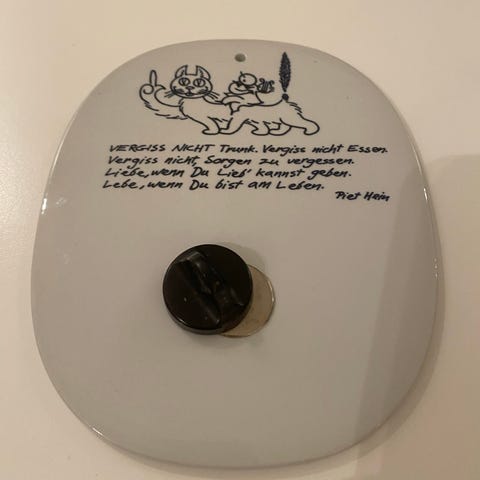 VERGISS NICHT Trunk. Vergiss nicht Essen.
Vergiss nicht, Sorgen zu vergessen.
Liebe, wenn Du Lieb' kannst geben.
Lebe, wenn Du bist am Leben.
Piet Hein